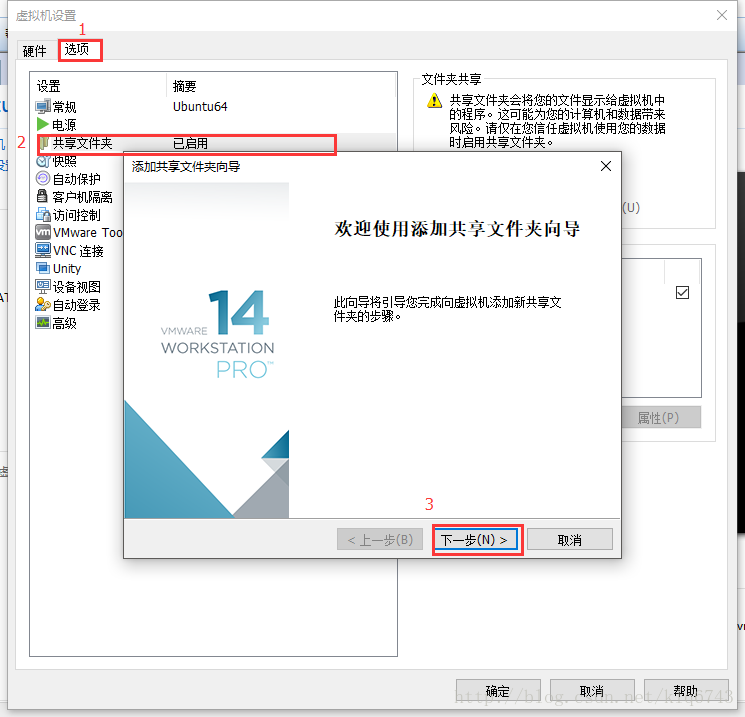 虚拟机设置
1
硬件
选项
设置
摘要
常规
Ubuntu64
电源
2
共享文件夹
已启用
快照
自动保护
客户机隔离
访问控制
VMware Too
VNC 连接
Unity
设备视图
自动登录
高级
文件夹共享
共享文件夹会将您的文件显示给虚拟机中
的程序。这可能为您的计算机和数据带来
风险。请仅在您信任虚拟机使用您的数据
时启用共享文件夹。
(U)
属性(P)
添加共享文件夹向导
VMWARE 14
WORKSTATION
PRO™
欢迎使用添加共享文件夹向导
此向导将引导您完成向虚拟机添加新共享文
件夹的步骤。
3
< 上一步(B)
下一步(N) >
取消
确定
取消
帮助